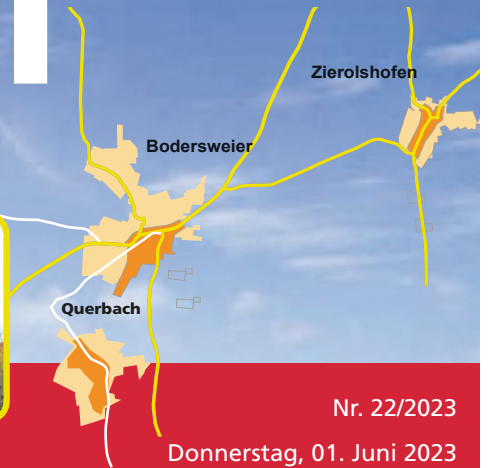 Zierolshofen
Bodersweier
Querbach
Nr. 22/2023
Donnerstag, 01. Juni 2023